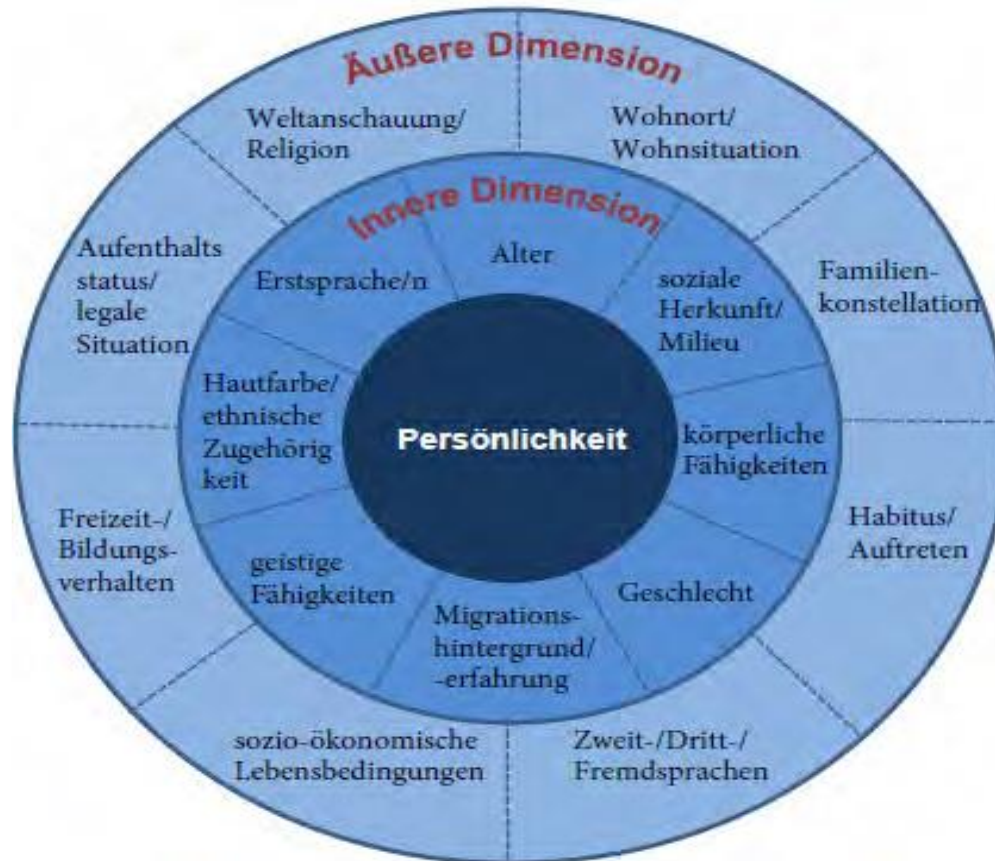 Äußere Dimension
Weltanschauung/
Religion
Wohnort/
Wohnsituation
Innere Dimension
Aufenthalts
status/
legale
Situation
Erstsprache/n
Alter
soziale
Herkunft/
Milieu
Familien-
konstellation
Hautfarbe/
ethnische
Zugehörig
keit
Persönlichkeit
körperliche
Fähigkeiten
Freizeit-/
Bildungs-
verhalten
Habitus/
Auftreten
geistige
Fähigkeiten
Geschlecht
Migrations-
hintergrund/
-erfahrung
sozio-ökonomische
Lebensbedingungen
Zweit-/Dritt-/
Fremdsprachen